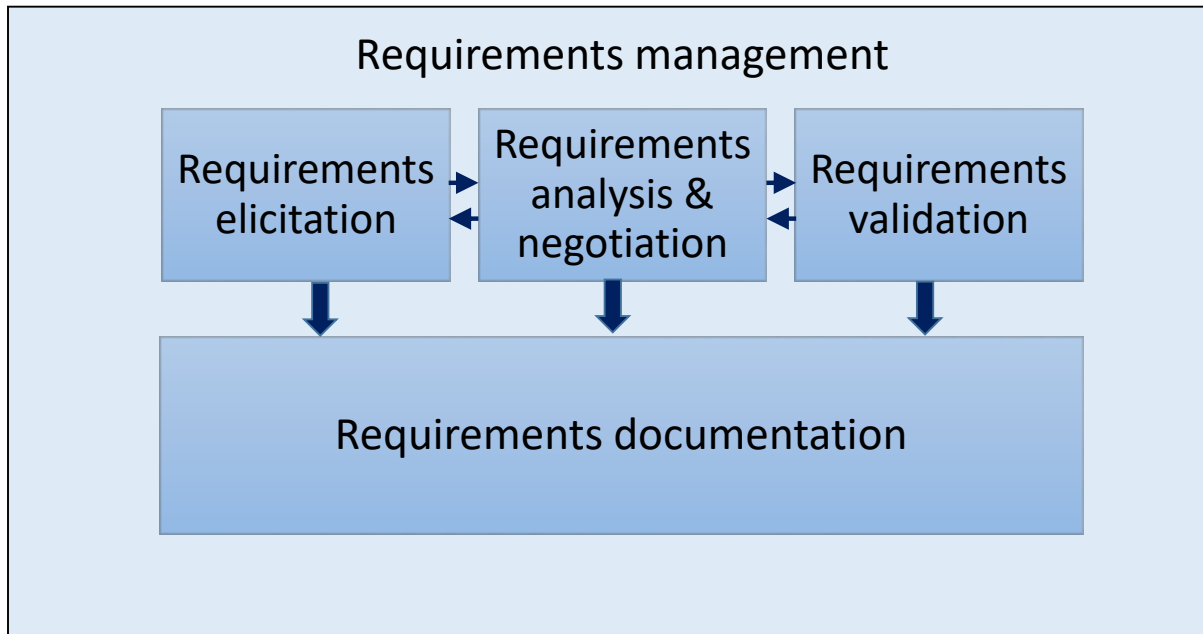 Requirements management
Requirements
elicitation
Requirements
analysis &
negotiation
Requirements
validation
Requirements documentation